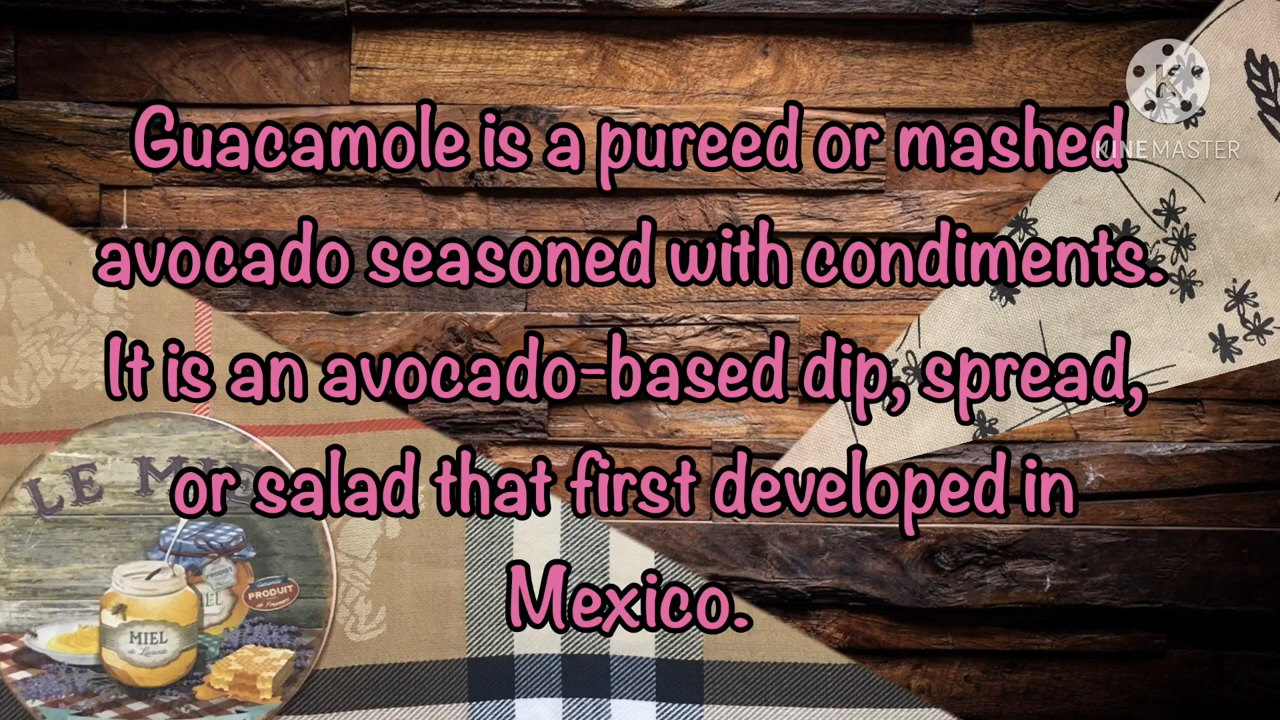 Guacamole is a pureed or mashed
avocado seasoned with condiments.
It is an avocado-based dip, spread,
or salad that first developed in
Mexico.
K
KINEMASTER
LE MI
PRODUIT
MIEL